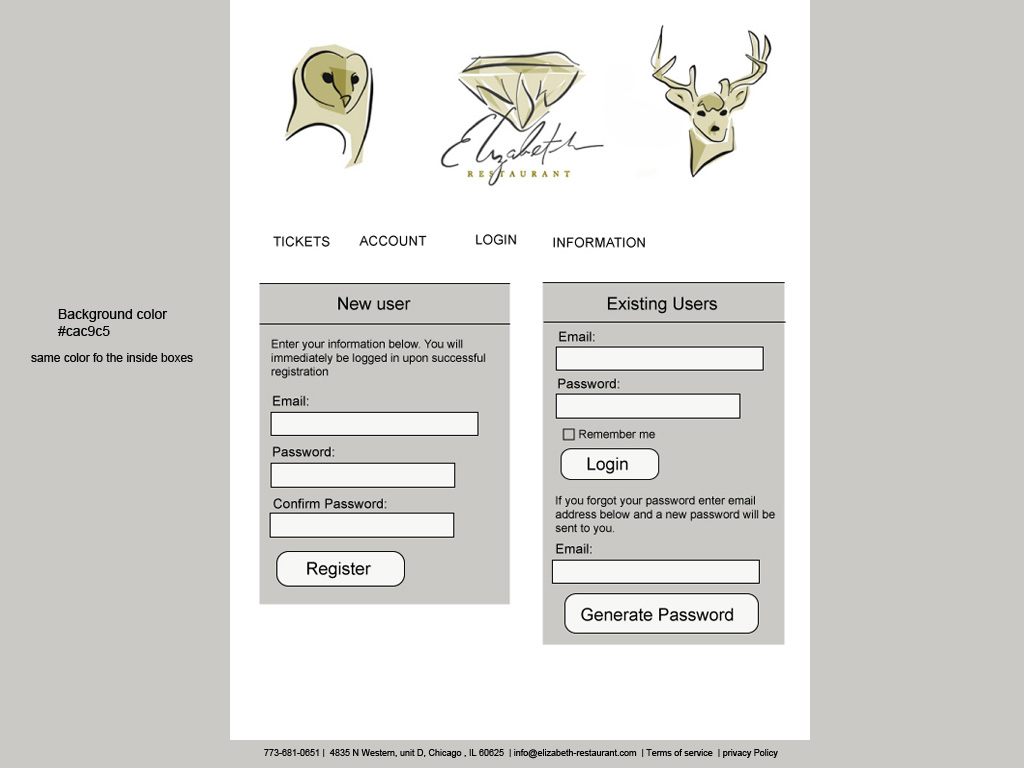 Elizabeth
RESTAURANT
TICKETS ACCOUNT LOGIN INFORMATION
Background color
#cac9c5
same color fo the inside boxes
New user
Enter your information below. You will
immediately be logged in upon successful
registration
Email:
Password:
Confirm Password:
Register
Existing Users
Email:
Password:
Remember me
Login
If you forgot your password enter email
address below and a new password will be
sent to you.
Email:
Generate Password
773-681-0651 | 4835 N Western, unit D, Chicago , IL 60625 | info@elizabeth-restaurant.com | Terms of service | privacy Policy